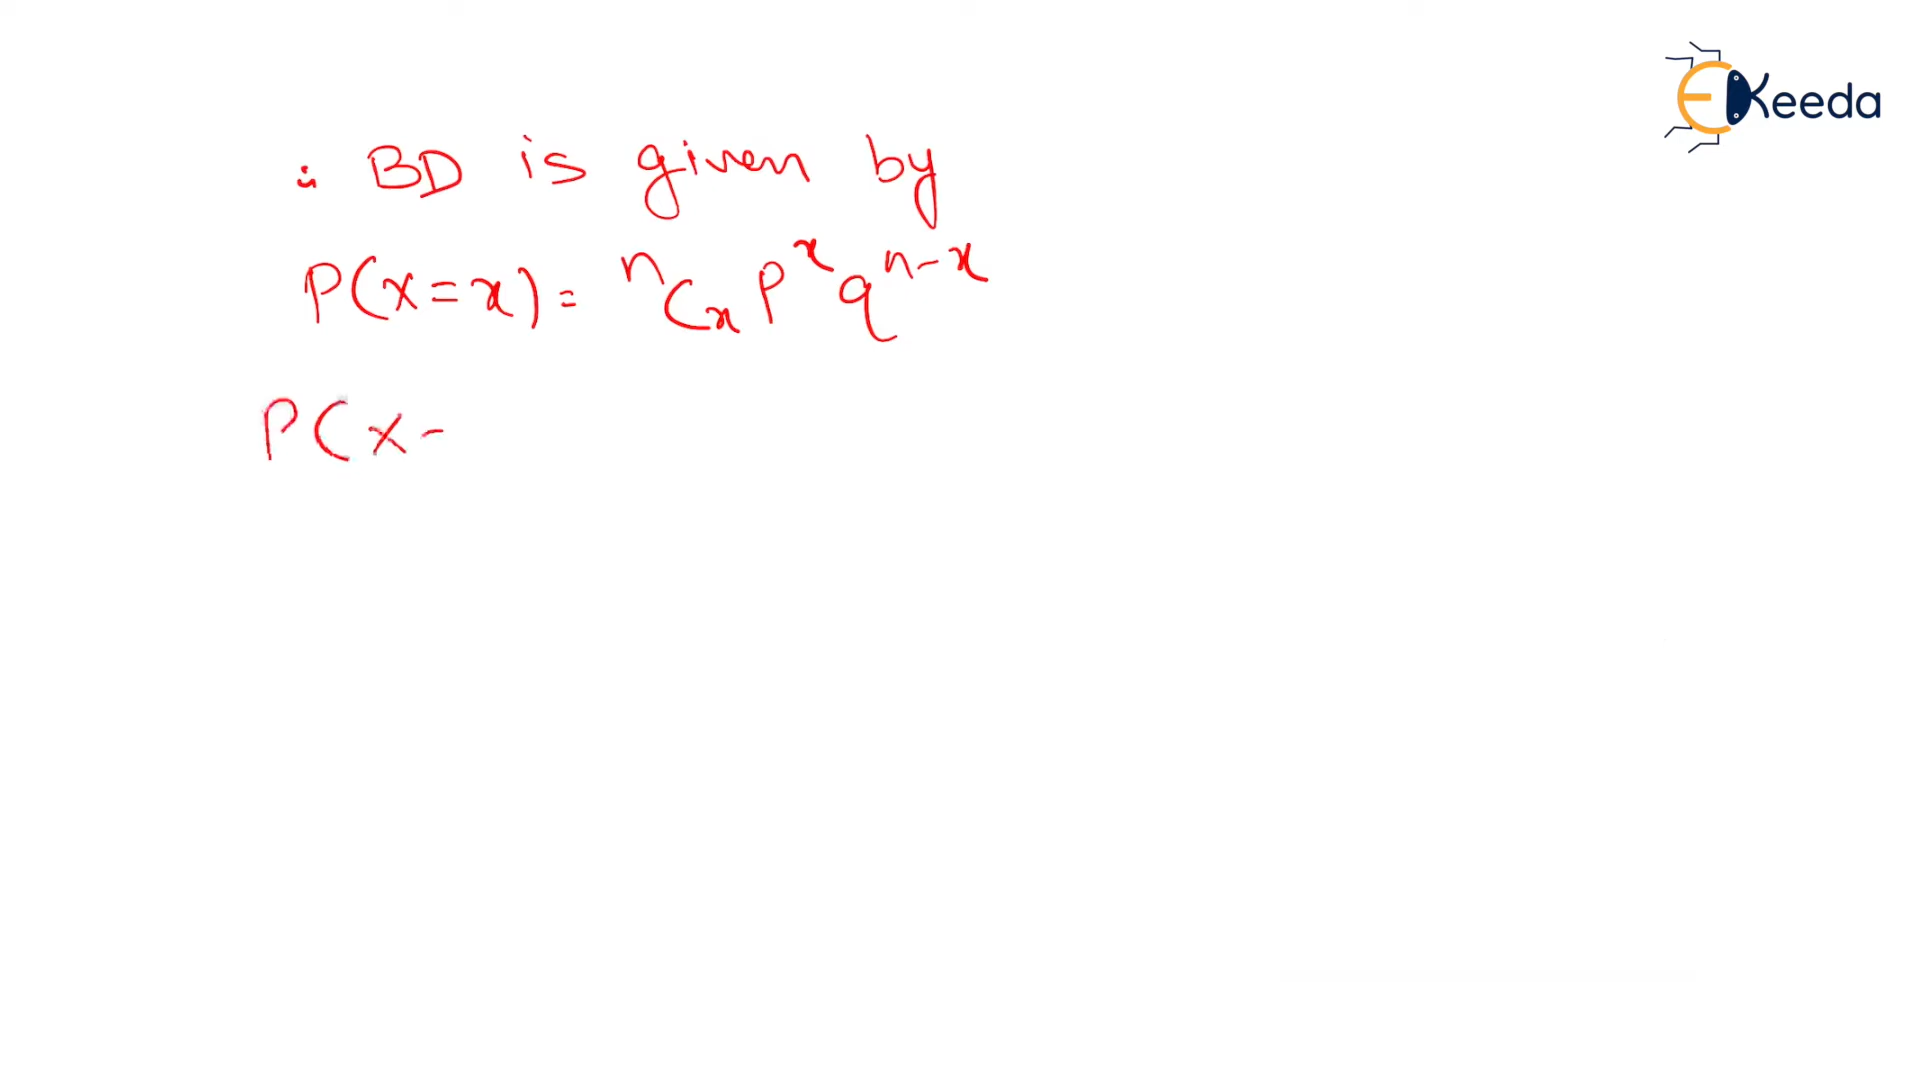 EKeeda
∴ BD is given by
P(X=x) = ⁿCₓ pˣ qⁿ⁻ˣ
P(X-